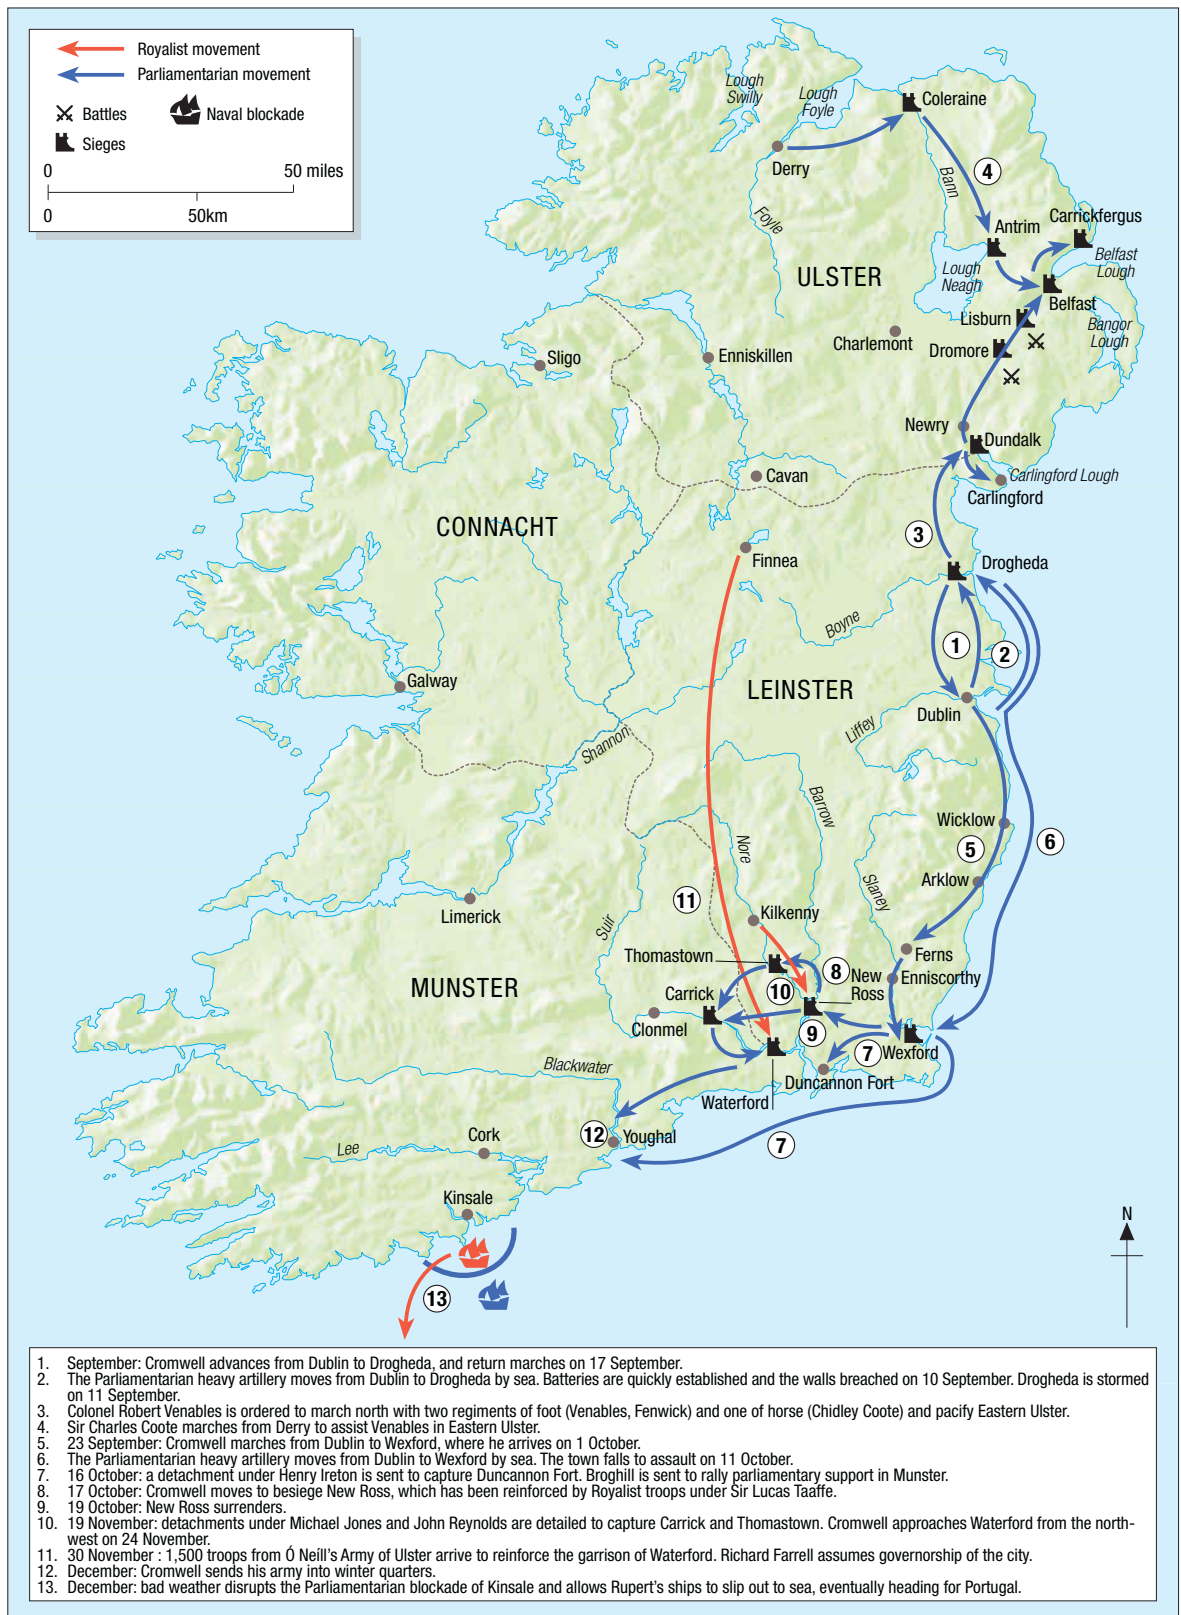 Royalist movement
Parliamentarian movement
Battles
Naval blockade
Sieges
0
50 miles
0
50km
Lough
Swilly
Lough
Foyle
Coleraine
Derry
4
Bann
Foyle
Carrickfergus
Antrim
Belfast
Lough
Lough
Neagh
ULSTER
Belfast
Lisburn
Bangor
Lough
Charlemont
Dromore
Sligo
Enniskillen
Newry
Dundalk
Cavan
Carlingford Lough
Carlingford
CONNACHT
3
Finnea
Drogheda
Boyne
1
2
Galway
LEINSTER
Dublin
Liffey
Shannon
Barrow
Wicklow
6
Nore
5
Arklow
Slaney
11
Limerick
Kilkenny
Suir
Thomastown
Ferns
8
New
Ross
Enniscorthy
MUNSTER
Carrick
10
Clonmel
9
7
Wexford
Blackwater
Duncannon Fort
Waterford
12
Youghal
7
Cork
Lee
Kinsale
N
13
1. September: Cromwell advances from Dublin to Drogheda, and return marches on 17 September.
2. The Parliamentarian heavy artillery moves from Dublin to Drogheda by sea. Batteries are quickly established and the walls breached on 10 September. Drogheda is stormed
on 11 September.
3. Colonel Robert Venables is ordered to march north with two regiments of foot (Venables, Fenwick) and one of horse (Chidley Coote) and pacify Eastern Ulster.
4. Sir Charles Coote marches from Derry to assist Venables in Eastern Ulster.
5. 23 September: Cromwell marches from Dublin to Wexford, where he arrives on 1 October.
6. The Parliamentarian heavy artillery moves from Dublin to Wexford by sea. The town falls to assault on 11 October.
7. 16 October: a detachment under Henry Ireton is sent to capture Duncannon Fort. Broghill is sent to rally parliamentary support in Munster.
8. 17 October: Cromwell moves to besiege New Ross, which has been reinforced by Royalist troops under Sir Lucas Taaffe.
9. 19 October: New Ross surrenders.
10. 19 November: detachments under Michael Jones and John Reynolds are detailed to capture Carrick and Thomastown. Cromwell approaches Waterford from the north-
west on 24 November.
11. 30 November : 1,500 troops from Ó Neíll's Army of Ulster arrive to reinforce the garrison of Waterford. Richard Farrell assumes governorship of the city.
12. December: Cromwell sends his army into winter quarters.
13. December: bad weather disrupts the Parliamentarian blockade of Kinsale and allows Rupert's ships to slip out to sea, eventually heading for Portugal.